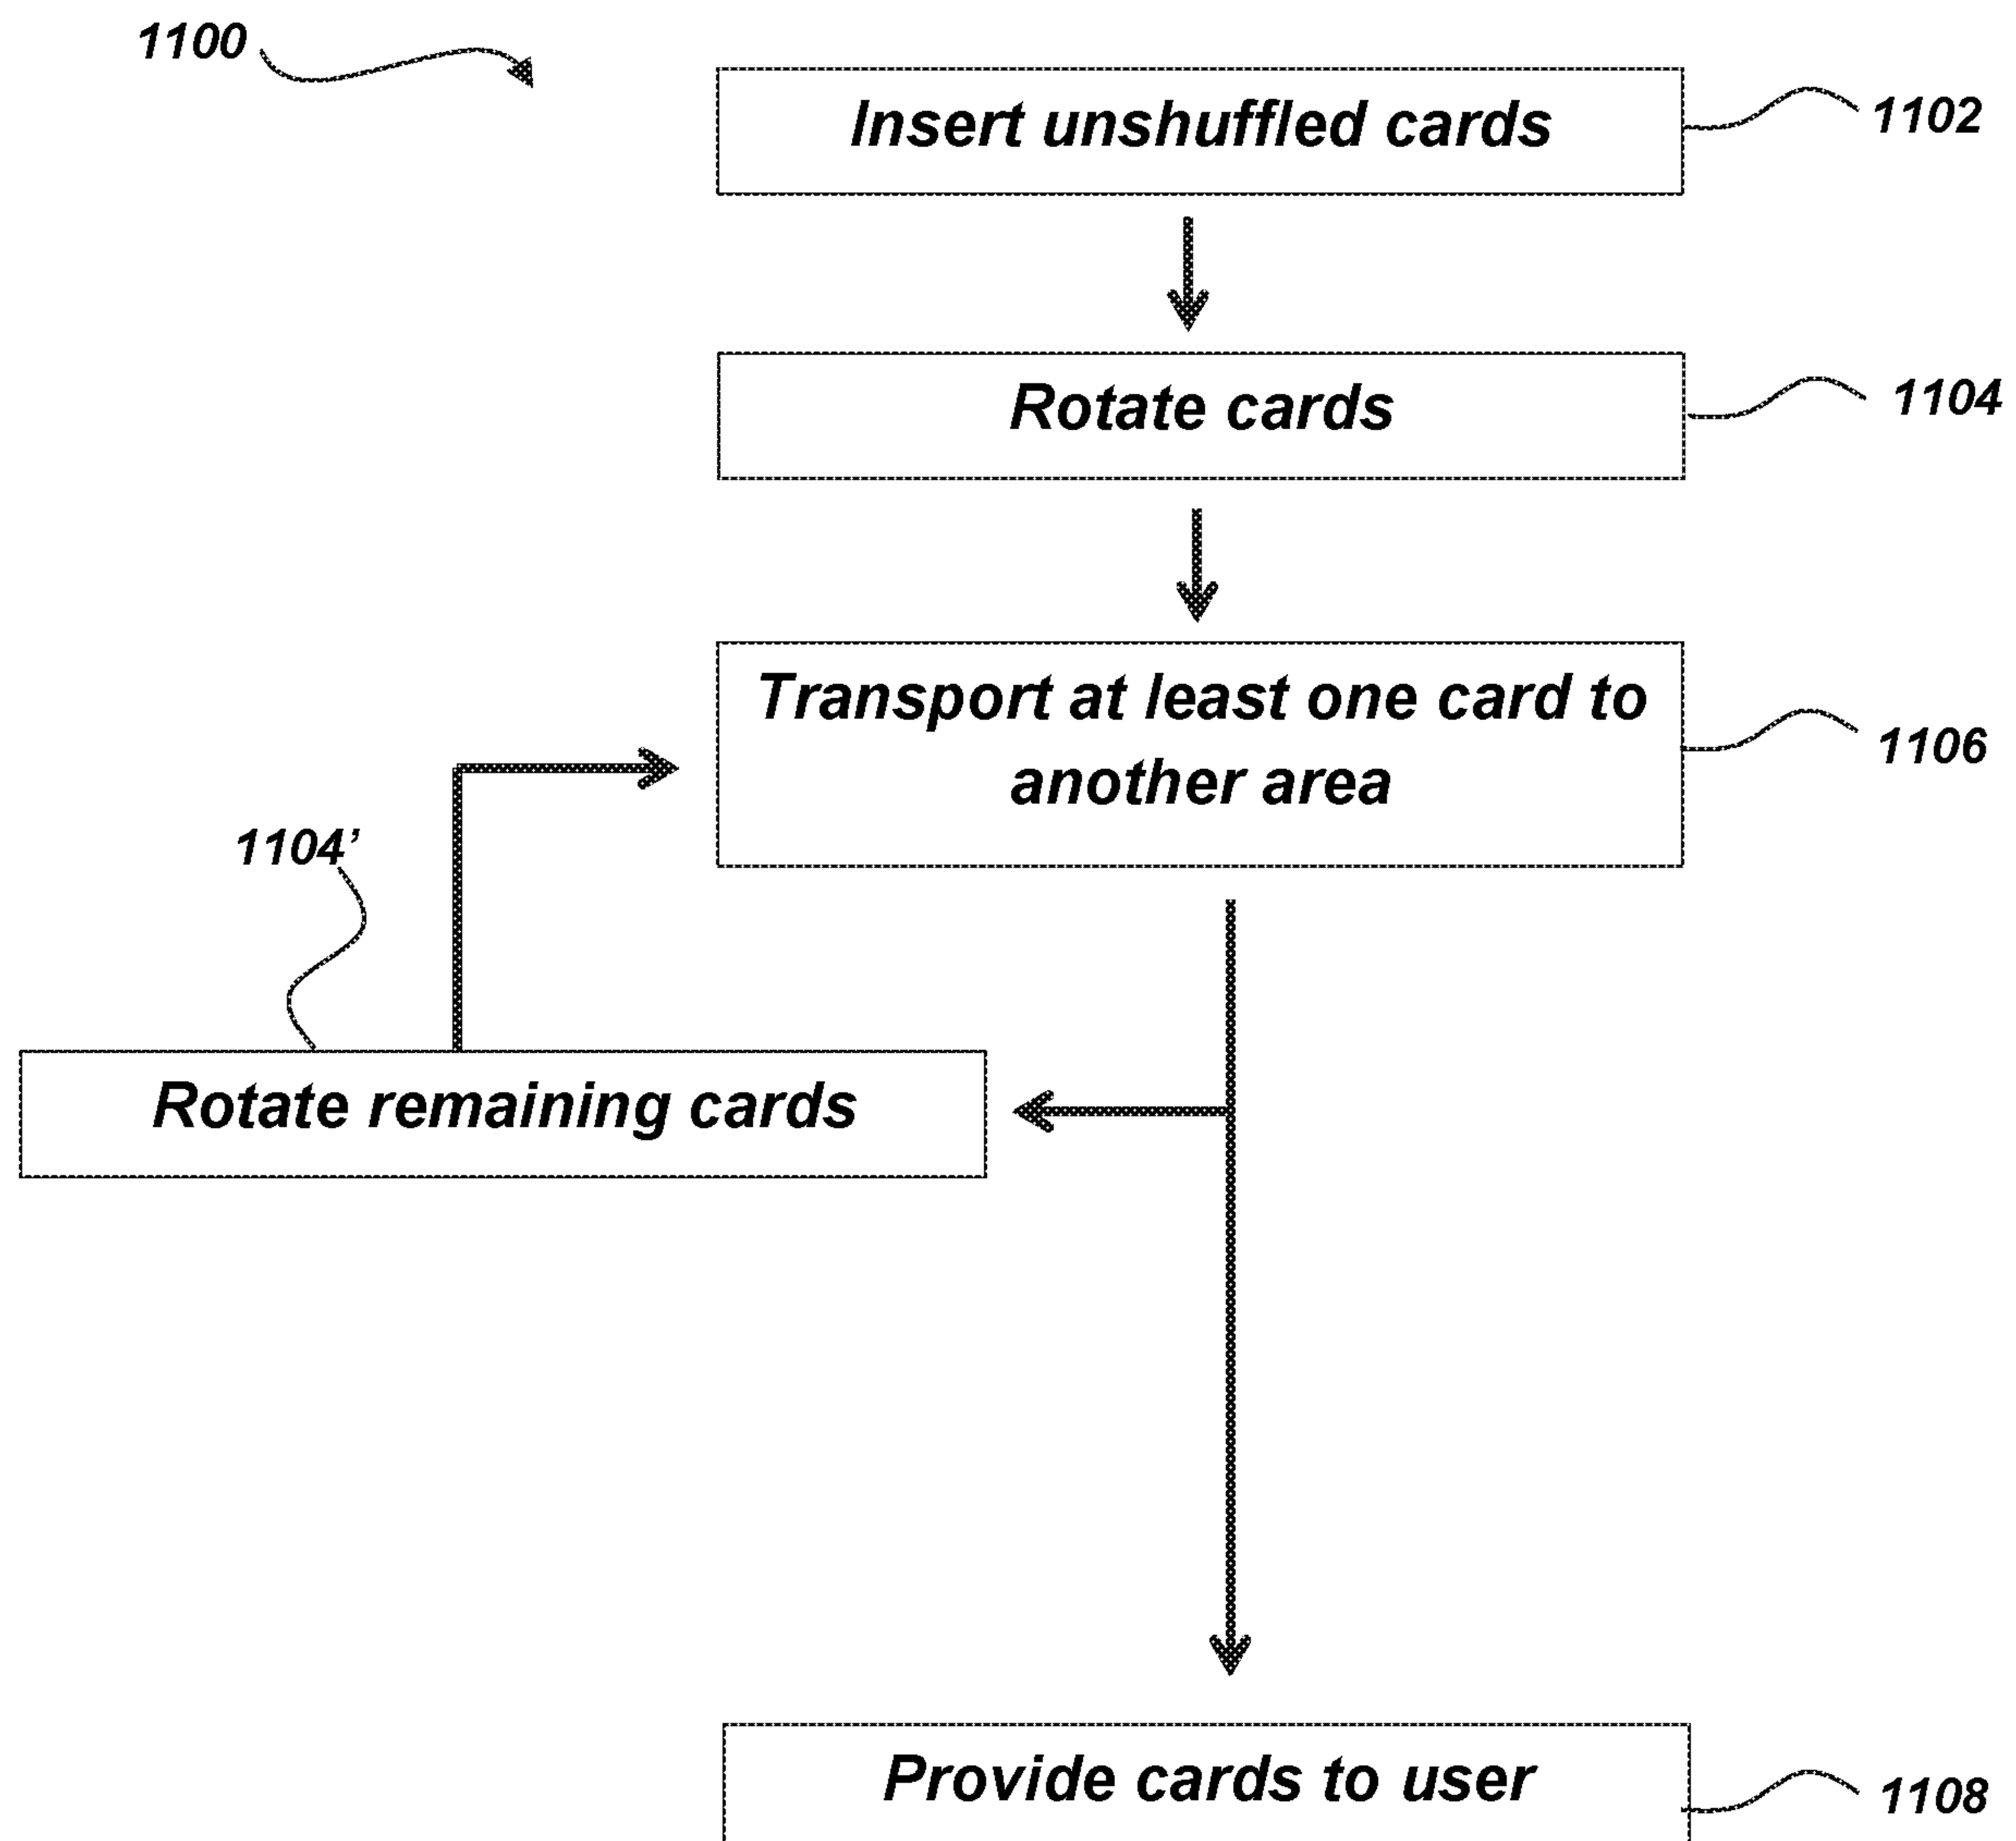 1100
Insert unshuffled cards
1102
Rotate cards
1104
Transport at least one card to
another area
1106
1104’
Rotate remaining cards
Provide cards to user
1108